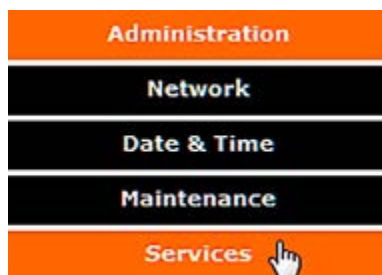 Administration
Network
Date & Time
Maintenance
Services